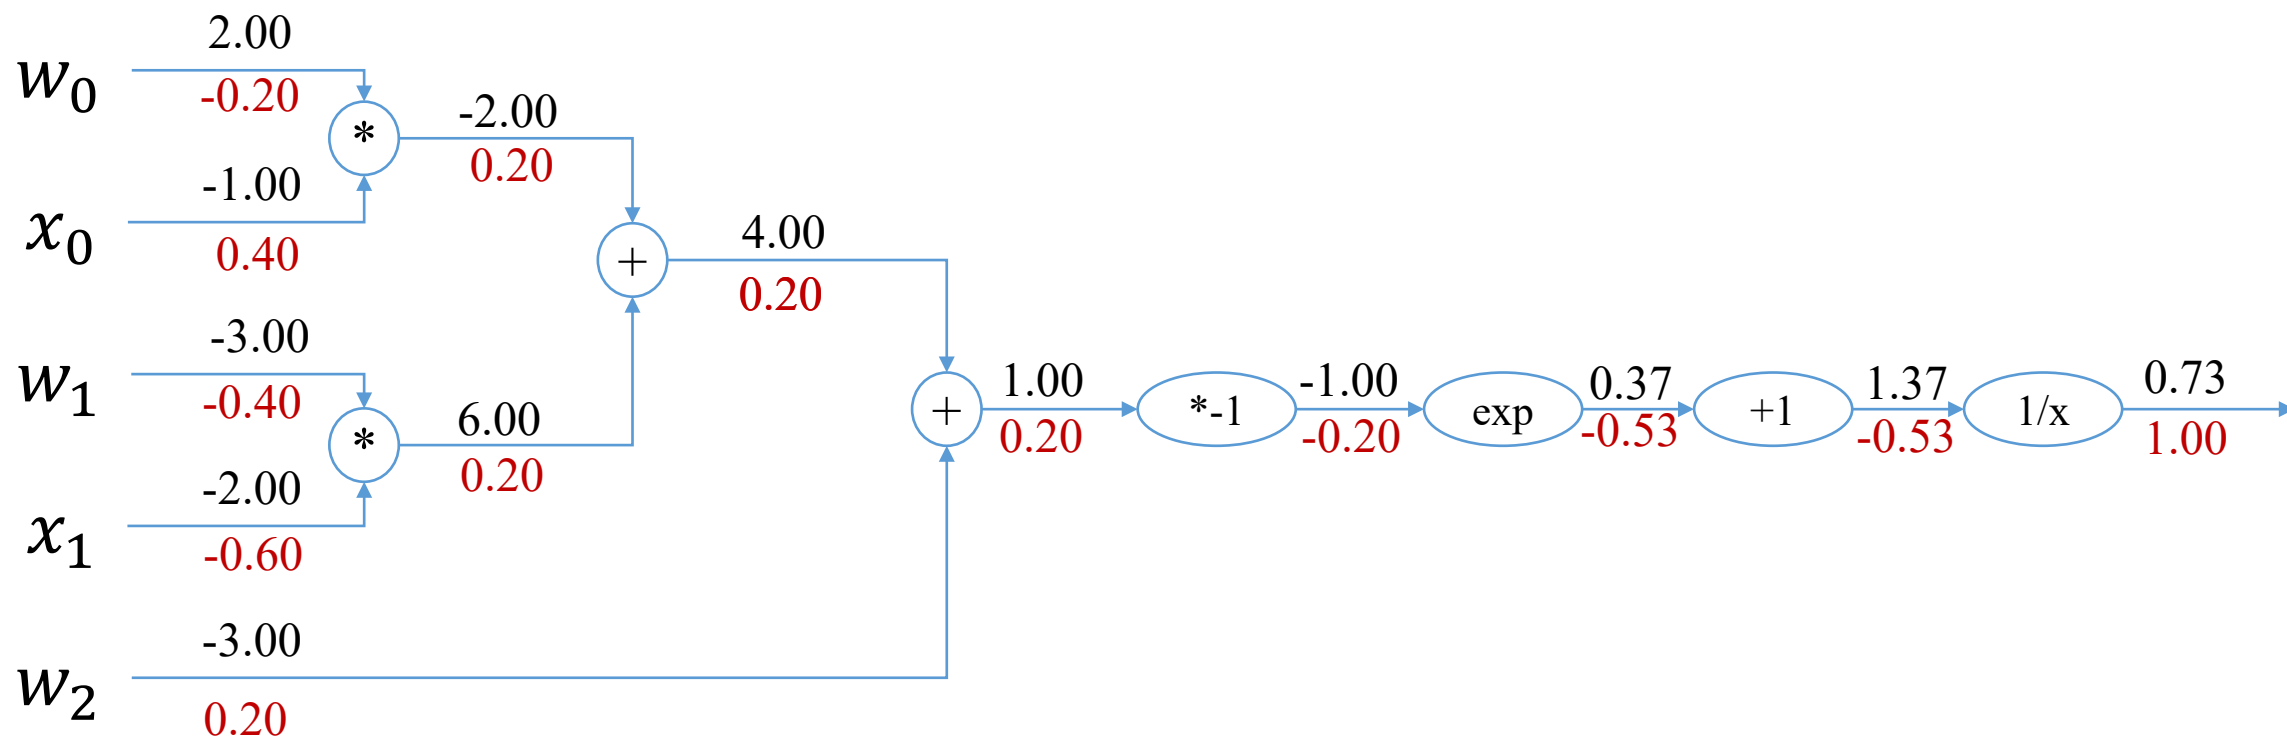 w₀ 2.00 -0.20
* -2.00 0.20
x₀ -1.00 0.40
+ 4.00 0.20
w₁ -3.00 -0.40
* 6.00 0.20
x₁ -2.00 -0.60
+ 1.00 0.20 *-1 -1.00 -0.20 exp 0.37 -0.53 +1 1.37 -0.53 1/x 0.73 1.00
w₂ -3.00 0.20